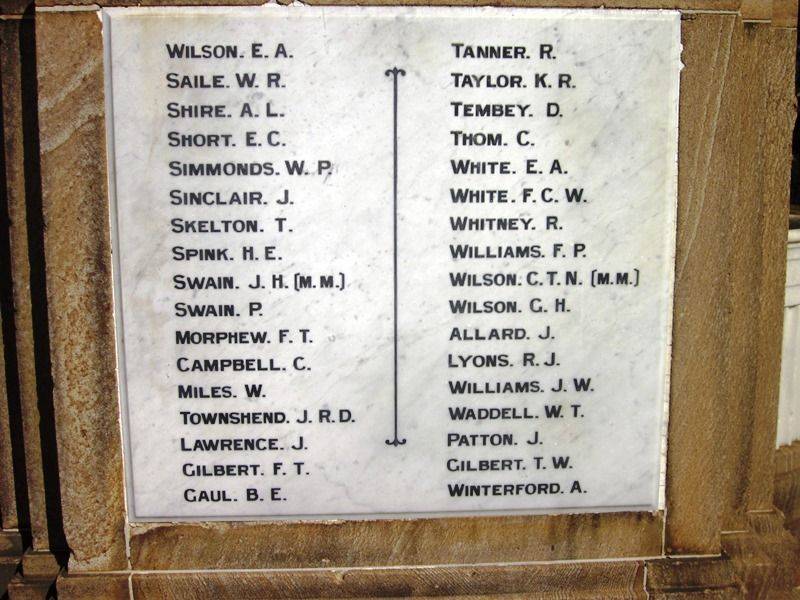 WILSON. E. A.
SAILE. W. R.
SHIRE. A. L.
SHORT. E. C.
SIMMONDS. W. P.
SINCLAIR. J.
SKELTON. T.
SPINK. H. E.
SWAIN. J. H. (M.M.)
SWAIN. P.
MORPHEW. F. T.
CAMPBELL. C.
MILES. W.
TOWNSHEND. J. R. D.
LAWRENCE. J.
GILBERT. F. T.
GAUL. B. E.
TANNER. R.
TAYLOR. K. R.
TEMBEY. D.
THOM. C.
WHITE. E. A.
WHITE. F. C. W.
WHITNEY. R.
WILLIAMS. F. P.
WILSON. C. T. N. (M.M.)
WILSON. G. H.
ALLARD. J.
LYONS. R. J.
WILLIAMS. J. W.
WADDELL. W. T.
PATTON. J.
GILBERT. T. W.
WINTERFORD. A.